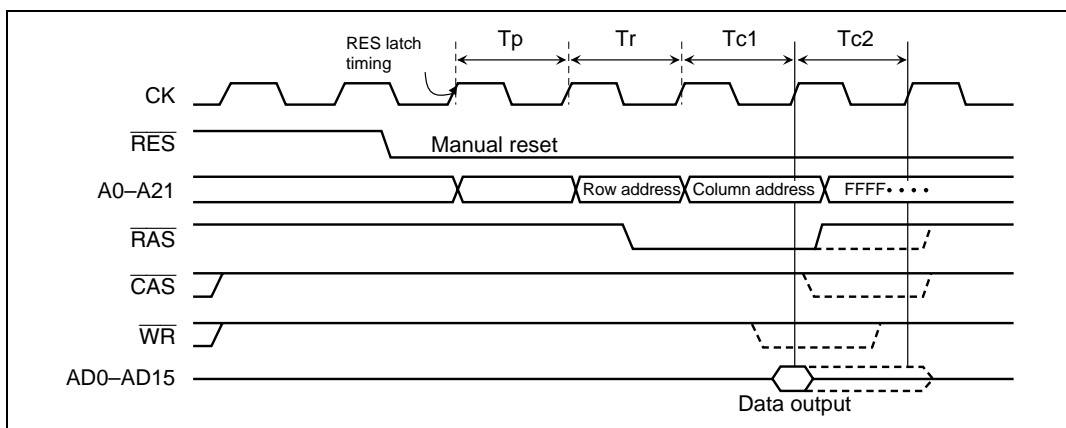 RES latch
timing
Tp
Tr
Tc1
Tc2
CK
RES
Manual reset
A0–A21
Row address
Column address
FFFF····
RAS
CAS
WR
AD0–AD15
Data output